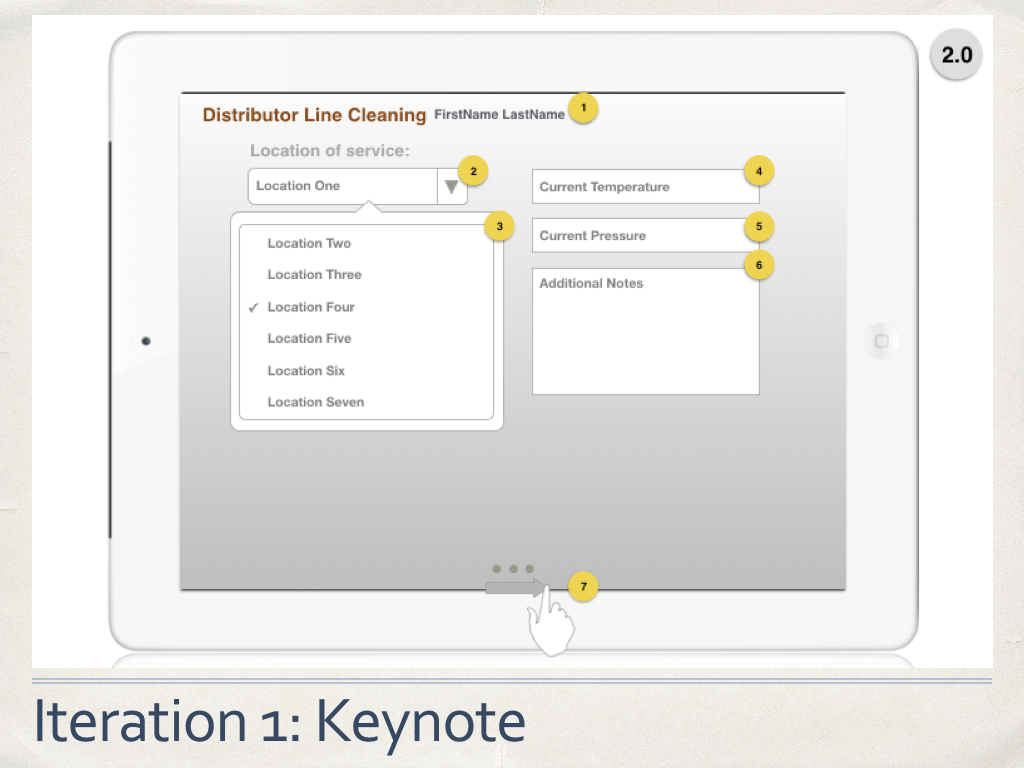 2.0
Distributor Line Cleaning FirstName LastName 1
Location of service:
Location One 2
3
Location Two
Location Three
✓ Location Four
Location Five
Location Six
Location Seven
Current Temperature 4
Current Pressure 5
6
Additional Notes
7
Iteration 1: Keynote